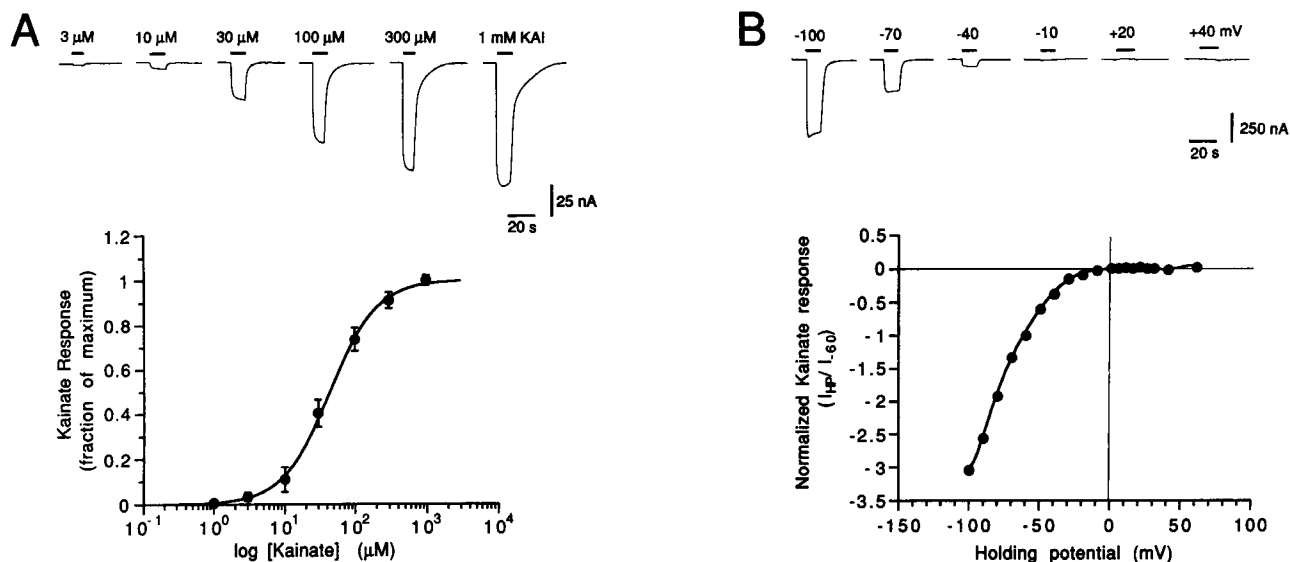 A
3 µM 10 µM 30 µM 100 µM 300 µM 1 mM KAI
25 nA
20 s
Kainate Response
(fraction of maximum)
1.2
1
0.8
0.6
0.4
0.2
0
10-1 100 101 102 103 104
log [Kainate] (µM)
B
-100 -70 -40 -10 +20 +40 mV
250 nA
20 s
Normalized Kainate response
(IHP/ I-60)
0.5
0
-0.5
-1
-1.5
-2
-2.5
-3
-3.5
-150 -100 -50 0 50 100
Holding potential (mV)